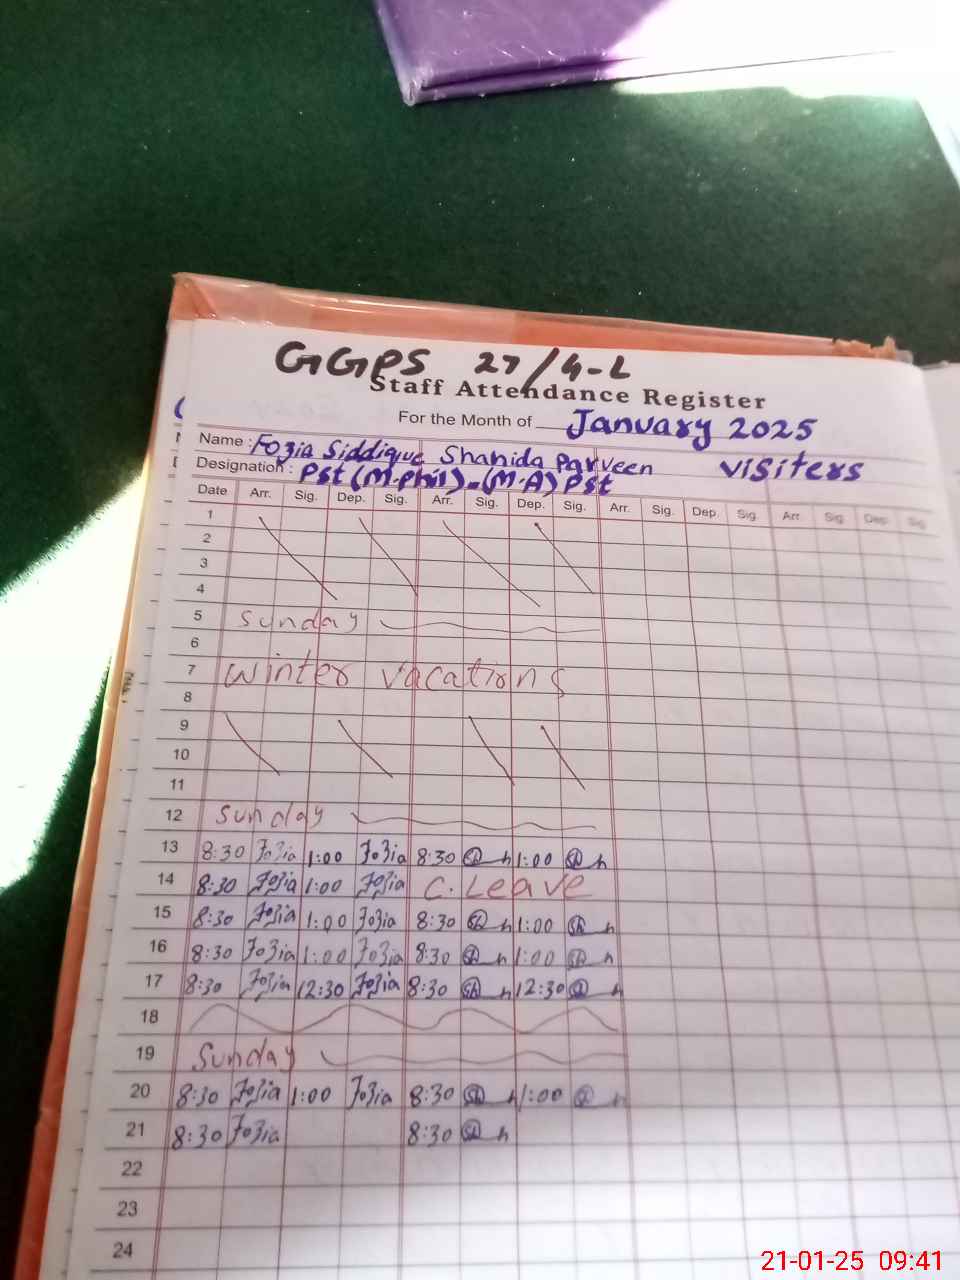 GGPS 27/4-L
Staff Attendance Register
For the Month of January 2025
Name : Fozia Siddique Shahida Parveen visiters
Designation : Pst (M.phil) - (M.A) Pst
Date Arr. Sig. Dep. Sig. Arr. Sig. Dep. Sig. Arr. Sig. Dep. Sig. Arr. Sig. Dep. Sig.
1
2
3
4
5 Sunday
6
7 Winter vacations
8
9
10
11
12 Sunday
13 8:30 Fozia 1:00 Fozia 8:30 1:00
14 8:30 Fozia 1:00 Fozia C. Leave
15 8:30 Fozia 1:00 Fozia 8:30 1:00
16 8:30 Fozia 1:00 Fozia 8:30 1:00
17 8:30 Fozia 12:30 Fozia 8:30 12:30
18
19 Sunday
20 8:30 Fozia 1:00 Fozia 8:30 1:00
21 8:30 Fozia 8:30
22
23
24
21-01-25 09:41